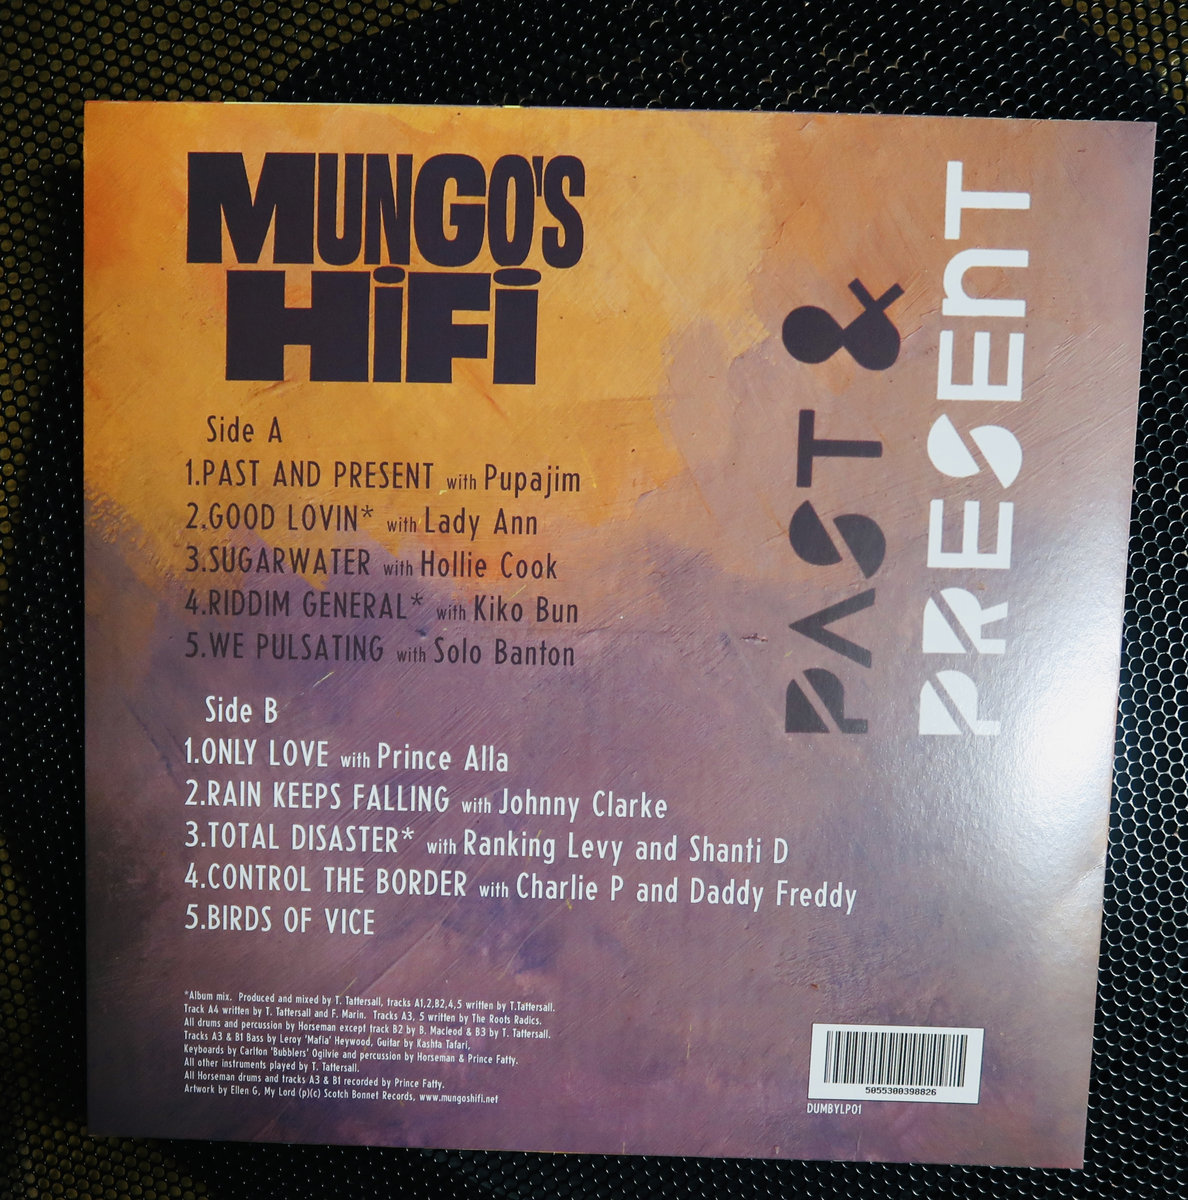 MUNGO'S
HiFi
PAST &
PRESEnT
Side A
1.PAST AND PRESENT with Pupajim
2.GOOD LOVIN* with Lady Ann
3.SUGARWATER with Hollie Cook
4.RIDDIM GENERAL* with Kiko Bun
5.WE PULSATING with Solo Banton
Side B
1.ONLY LOVE with Prince Alla
2.RAIN KEEPS FALLING with Johnny Clarke
3.TOTAL DISASTER* with Ranking Levy and Shanti D
4.CONTROL THE BORDER with Charlie P and Daddy Freddy
5.BIRDS OF VICE
*Album mix. Produced and mixed by T. Tattersall, tracks A1,2,B2,4,5 written by T.Tattersall.
Track A4 written by T. Tattersall and F. Marin. Tracks A3, 5 written by The Roots Radics.
All drums and percussion by Horseman except track B2 by B. Macleod & B3 by T. Tattersall.
Tracks A3 & B1 Bass by Leroy 'Mafia' Heywood, Guitar by Kashta Tafari,
Keyboards by Carlton 'Bubblers' Ogilvie and percussion by Horseman & Prince Fatty.
All other instruments played by T. Tattersall.
All Horseman drums and tracks A3 & B1 recorded by Prince Fatty.
Artwork by Ellen G, My Lord (p)(c) Scotch Bonnet Records, www.mungoshifi.net
5055300398826
DUMBYLP01